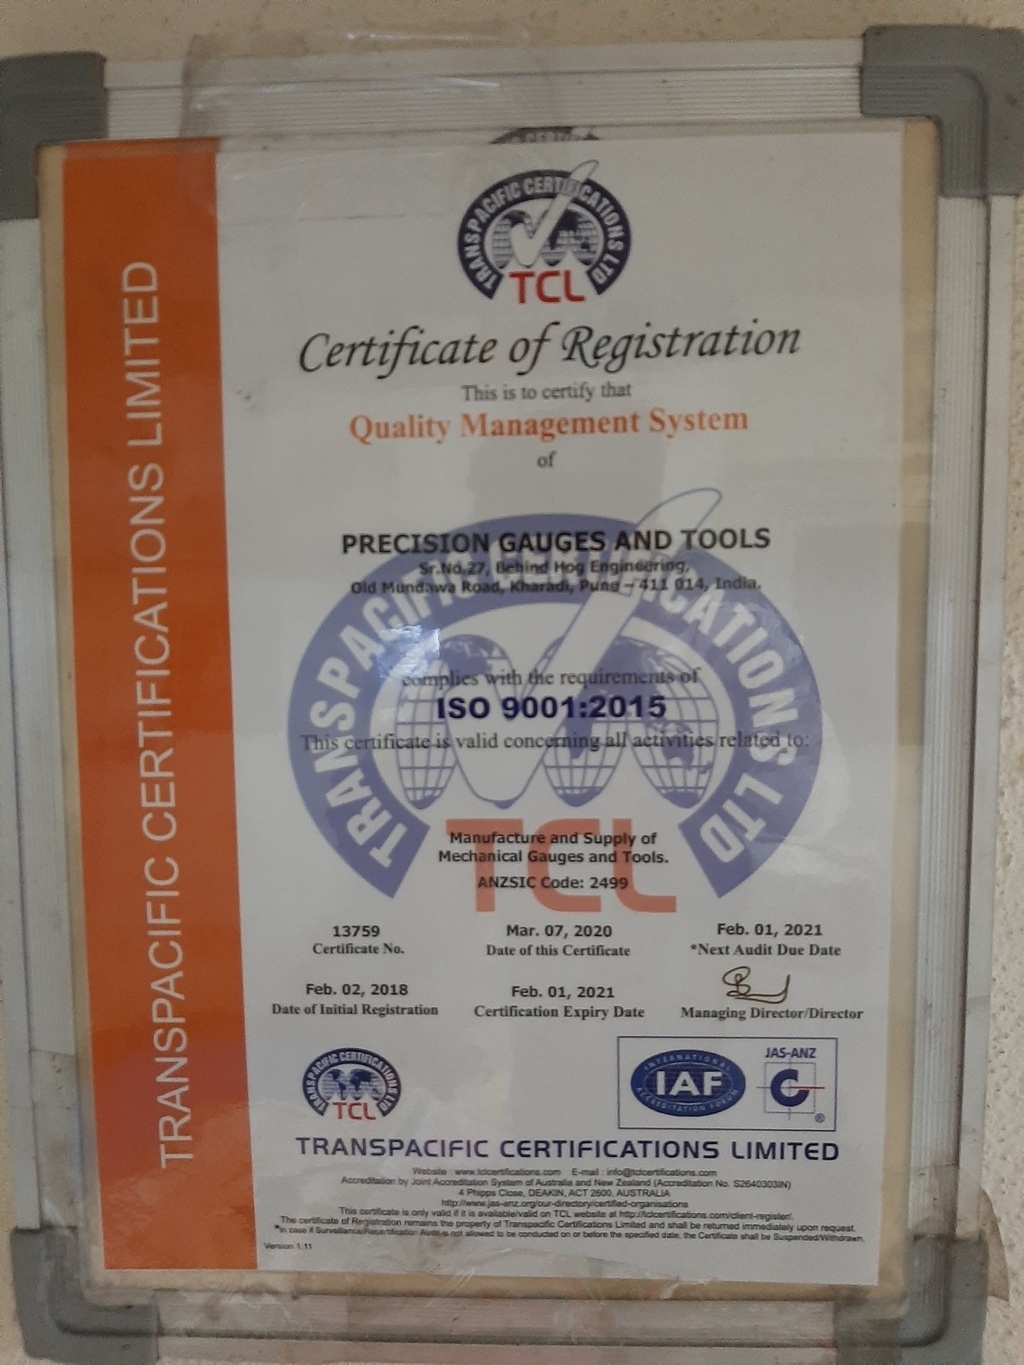 TRANSPACIFIC CERTIFICATIONS LIMITED
TRANSPACIFIC CERTIFICATIONS LTD
TCL
Certificate of Registration
This is to certify that
Quality Management System
of
PRECISION GAUGES AND TOOLS
Sr.No.27, Behind Hog Engineering,
Old Mundawa Road, Kharadi, Pune – 411 014, India.
TRANSPACIFIC CERTIFICATIONS LTD
complies with the requirements of
ISO 9001:2015
This certificate is valid concerning all activities related to:
TCL
Manufacture and Supply of
Mechanical Gauges and Tools.
ANZSIC Code: 2499
13759 Mar. 07, 2020 Feb. 01, 2021
Certificate No. Date of this Certificate *Next Audit Due Date
Feb. 02, 2018 Feb. 01, 2021
Date of Initial Registration Certification Expiry Date Managing Director/Director
TRANSPACIFIC CERTIFICATIONS LTD
TCL
INTERNATIONAL
IAF
ACCREDITATION FORUM
JAS-ANZ
®
TRANSPACIFIC CERTIFICATIONS LIMITED
Website : www.tclcertifications.com E-mail : info@tclcertifications.com
Accreditation by Joint Accreditation System of Australia and New Zealand (Accreditation No. S2640303IN)
4 Phipps Close, DEAKIN, ACT 2600, AUSTRALIA
http://www.jas-anz.org/our-directory/certified-organisations
This certificate is only valid if it is available/valid on TCL website at http://tclcertifications.com/client-register/.
The certificate of Registration remains the property of Transpacific Certifications Limited and shall be returned immediately upon request.
*In case if Surveillance/Recertification Audit is not allowed to be conducted on or before the specified date; the Certificate shall be Suspended/Withdrawn.
Version 1.11